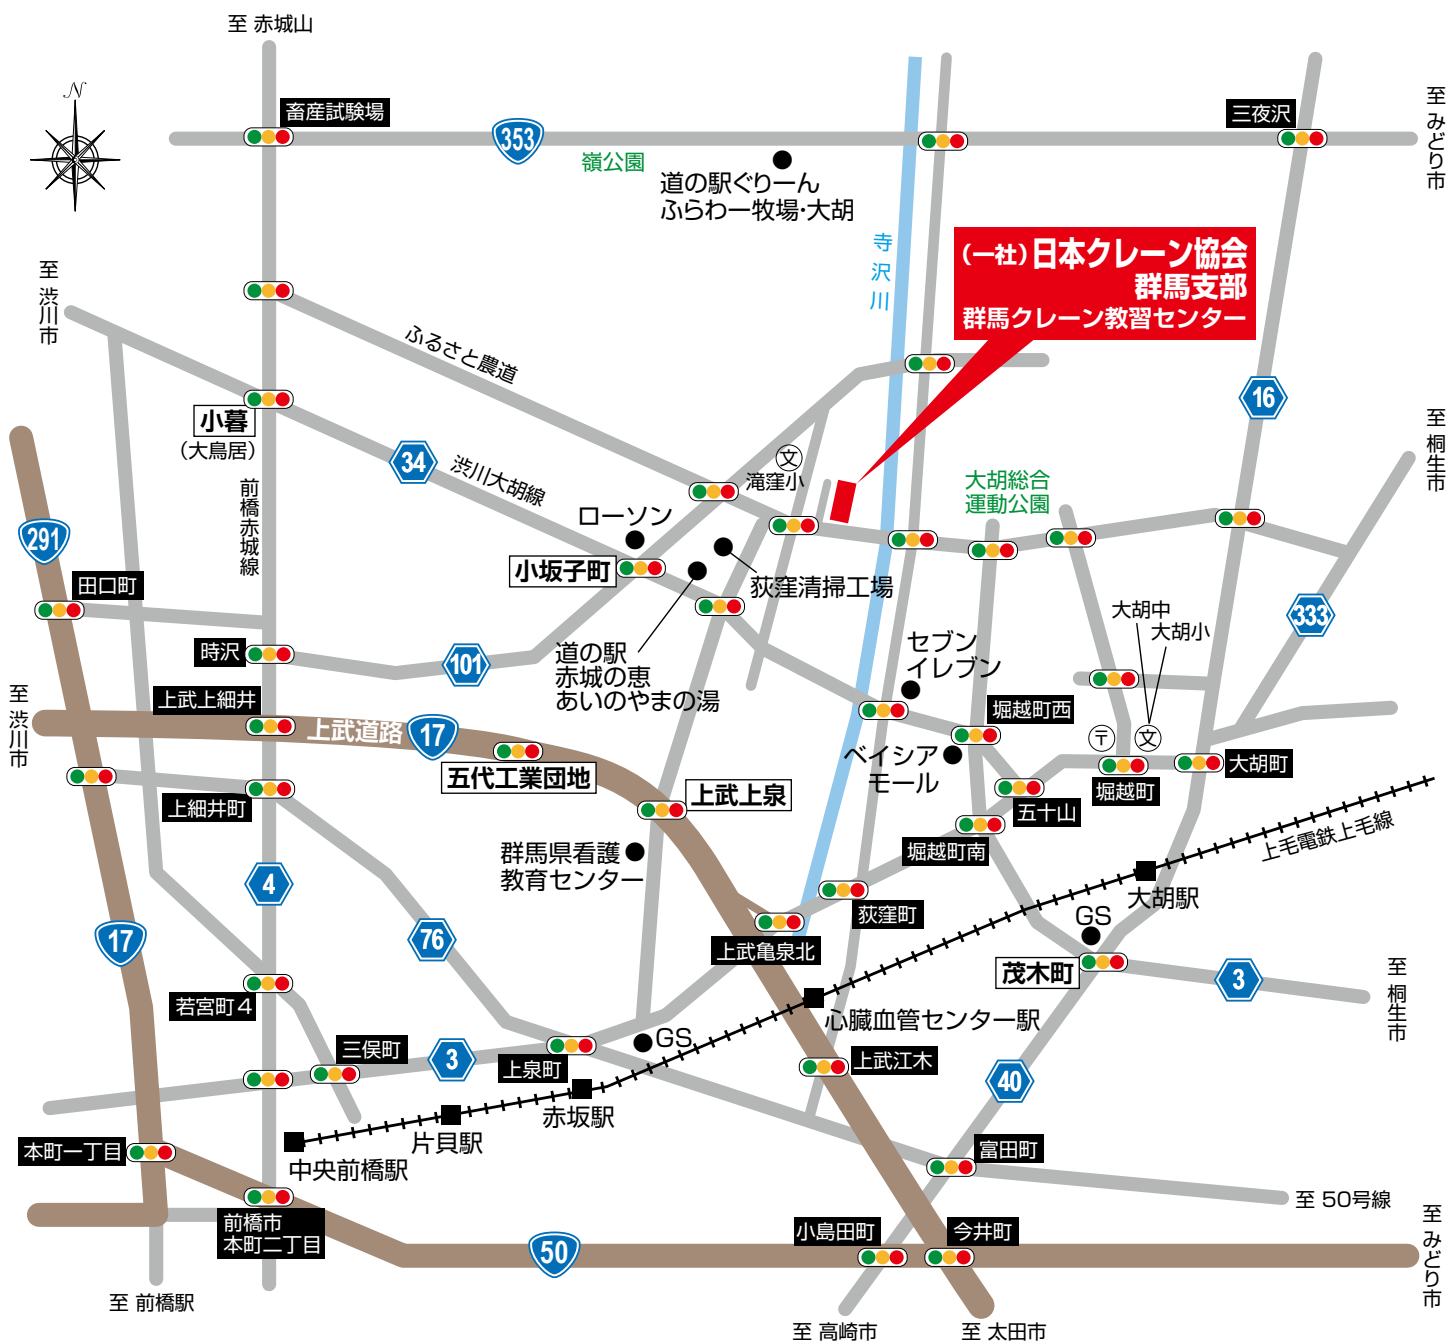 至 赤城山
N
畜産試験場
353
三夜沢
至 みどり市
嶺公園
道の駅ぐりーん
ふらわー牧場・大胡
寺沢川
(一社)日本クレーン協会
群馬支部
群馬クレーン教習センター
至 渋川市
ふるさと農道
小暮
(大鳥居)
34
渋川大胡線
前橋赤城線
16
至 桐生市
文
滝窪小
大胡総合
運動公園
ローソン
291
小坂子町
荻窪清掃工場
田口町
大胡中
大胡小
333
時沢
101
道の駅
赤城の恵
あいのやまの湯
セブン
イレブン
至 渋川市
上武上細井
上武道路
17
堀越町西
〒
文
五代工業団地
ベイシア
モール
大胡町
上細井町
上武上泉
五十山
堀越町
上毛電鉄上毛線
群馬県看護
教育センター
堀越町南
4
大胡駅
76
荻窪町
GS
17
上武亀泉北
茂木町
3
至 桐生市
若宮町4
心臓血管センター駅
三俣町
3
上泉町
GS
上武江木
40
赤坂駅
片貝駅
中央前橋駅
本町一丁目
富田町
至 50号線
前橋市
本町二丁目
50
小島田町
今井町
至 みどり市
至 前橋駅
至 高崎市
至 太田市